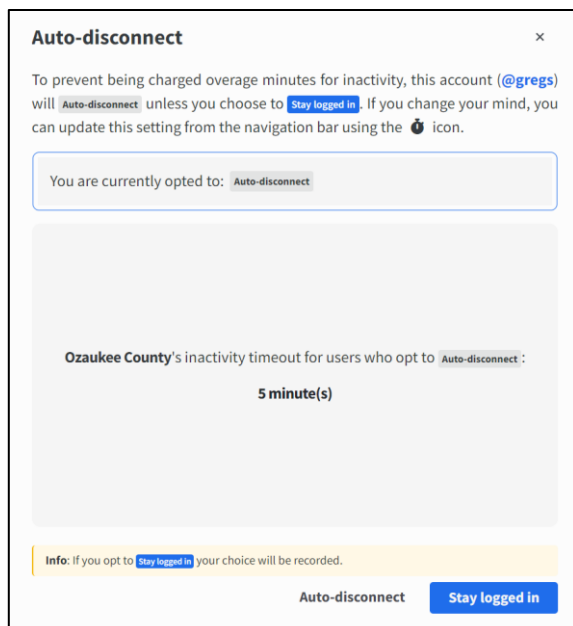 Auto-disconnect ×
To prevent being charged overage minutes for inactivity, this account (@gregs)
will Auto-disconnect unless you choose to Stay logged in. If you change your mind, you
can update this setting from the navigation bar using the icon.
You are currently opted to: Auto-disconnect
Ozaukee County's inactivity timeout for users who opt to Auto-disconnect:
5 minute(s)
Info: If you opt to Stay logged in your choice will be recorded.
Auto-disconnect Stay logged in